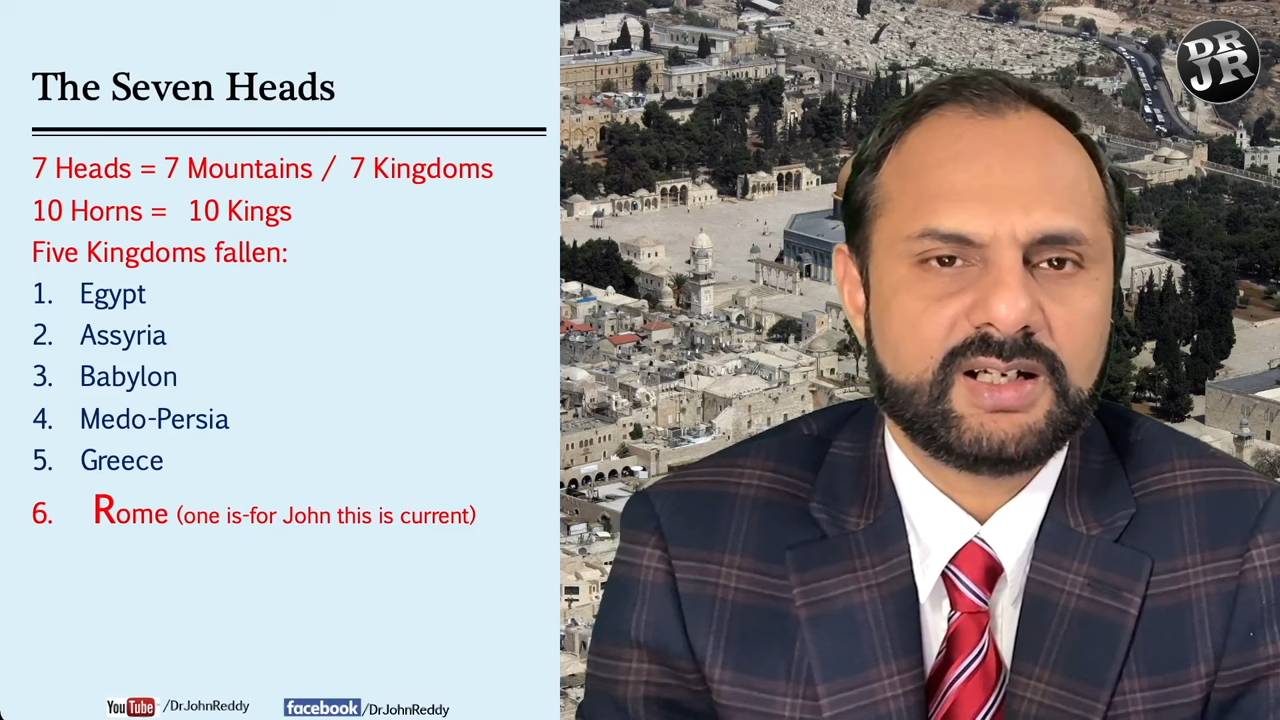 The Seven Heads
7 Heads = 7 Mountains / 7 Kingdoms
10 Horns = 10 Kings
Five Kingdoms fallen:
1. Egypt
2. Assyria
3. Babylon
4. Medo-Persia
5. Greece
6. Rome (one is-for John this is current)
YouTube /DrJohnReddy
facebook /DrJohnReddy
DR
JR